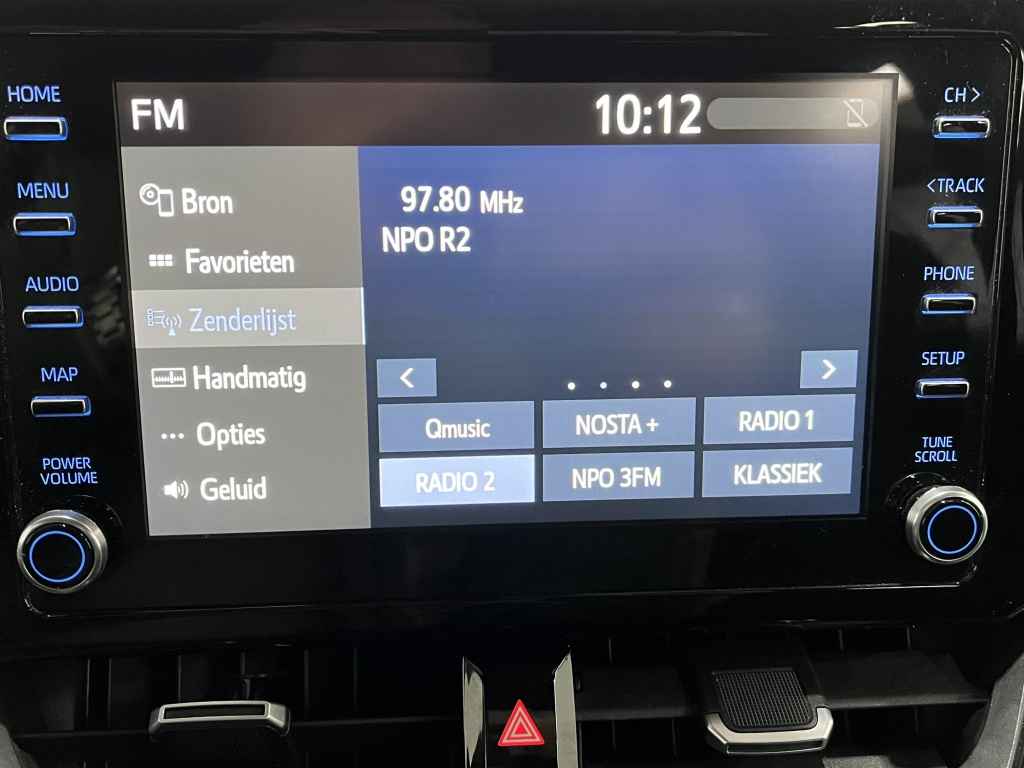 HOME
MENU
AUDIO
MAP
POWER
VOLUME
FM
10:12
Bron
Favorieten
Zenderlijst
Handmatig
Opties
Geluid
97.80 MHz
NPO R2
< >
Qmusic NOSTA + RADIO 1
RADIO 2 NPO 3FM KLASSIEK
CH >
< TRACK
PHONE
SETUP
TUNE
SCROLL